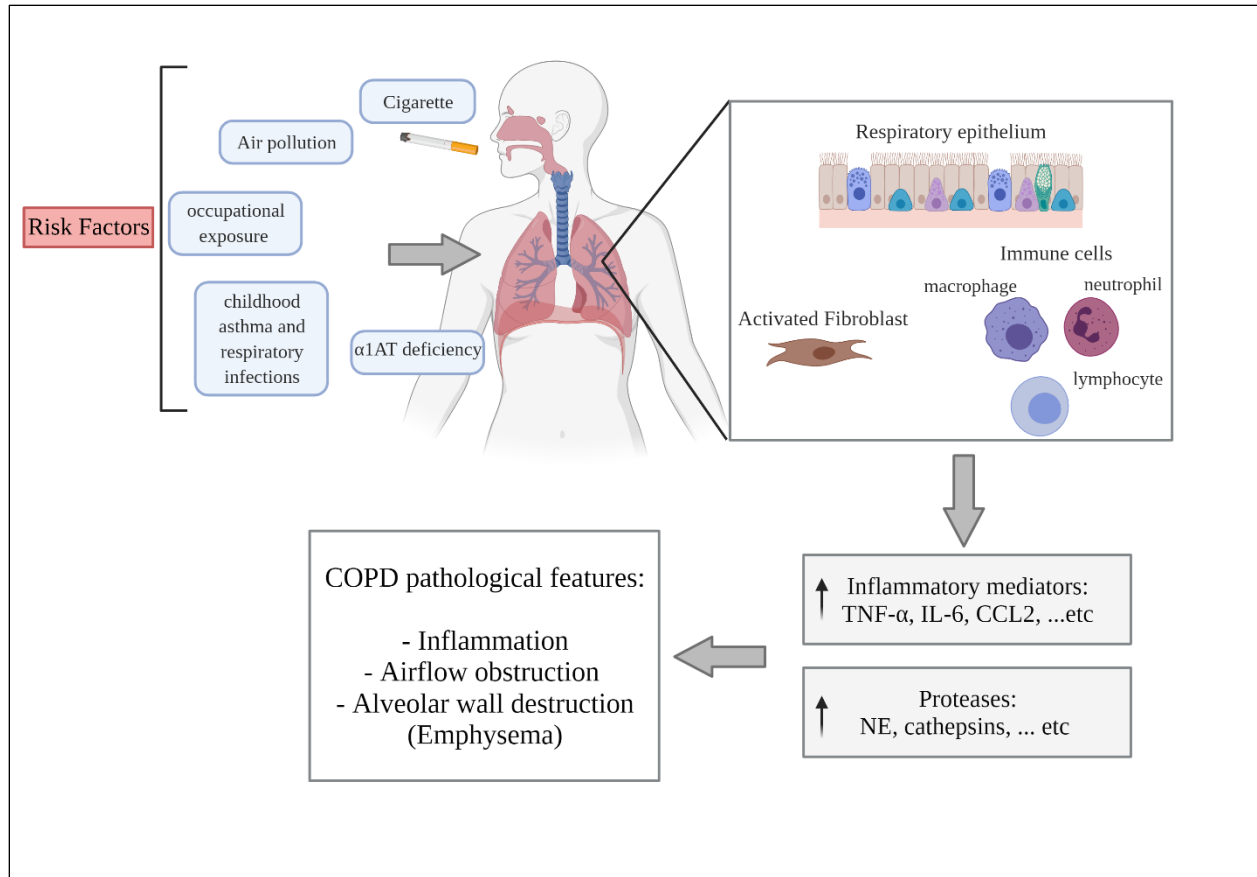 Cigarette
Air pollution
Risk Factors
occupational
exposure
childhood
asthma and
respiratory
infections
α1AT deficiency
Respiratory epithelium
Immune cells
macrophage
neutrophil
Activated Fibroblast
lymphocyte
Inflammatory mediators:
TNF-α, IL-6, CCL2, ...etc
Proteases:
NE, cathepsins, ... etc
COPD pathological features:
- Inflammation
- Airflow obstruction
- Alveolar wall destruction
(Emphysema)